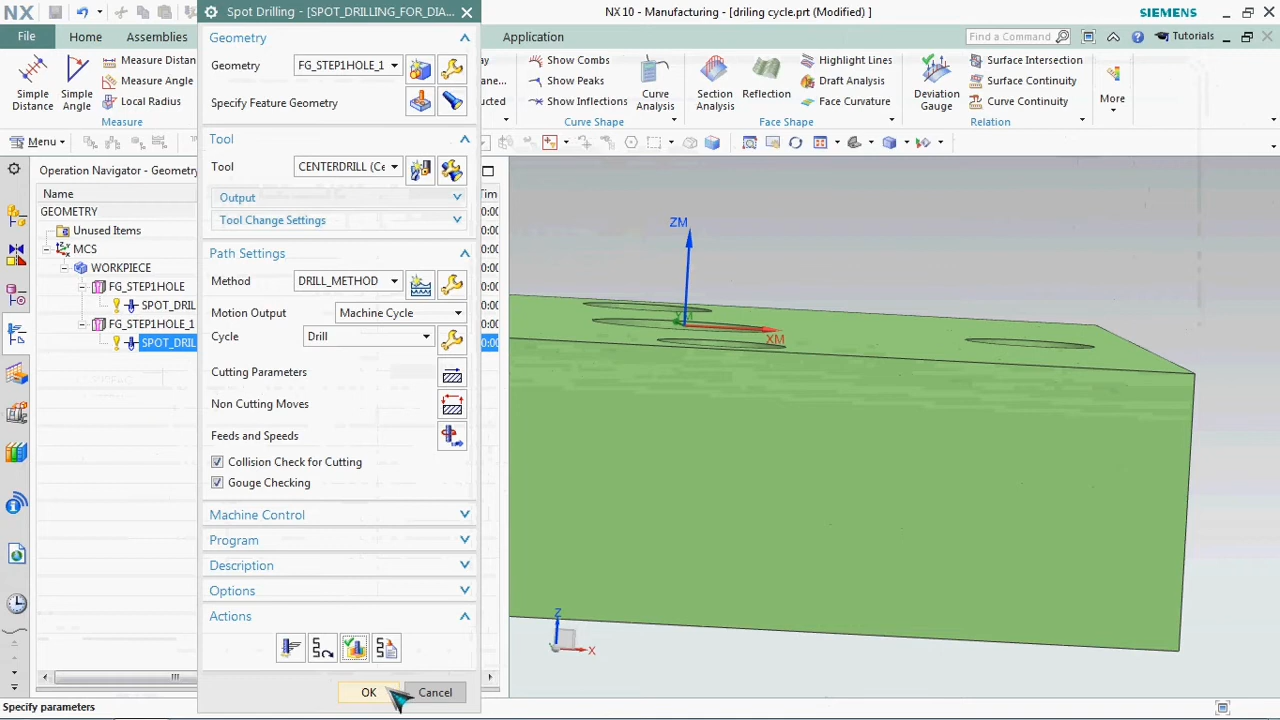 NX
Spot Drilling - [SPOT_DRILLING_FOR_DIA...
NX 10 - Manufacturing - [driling cycle.prt (Modified) ]
SIEMENS
File
Home
Assemblies
Application
Find a Command
Tutorials
Simple
Distance
Simple
Angle
Measure Distan
Measure Angle
Local Radius
Measure
Show Combs
Show Peaks
Show Inflections
Curve
Analysis
Curve Shape
Section
Analysis
Reflection
Highlight Lines
Draft Analysis
Face Curvature
Face Shape
Deviation
Gauge
Surface Intersection
Curve Continuity
Curve Continuity
Relation
More
Menu
Operation Navigator - Geometry
Name
Tim
GEOMETRY
Unused Items
MCS
WORKPIECE
FG_STEP1HOLE
SPOT_DRIL
FG_STEP1HOLE_1
SPOT_DRIL
Geometry
Geometry
FG_STEP1HOLE_1
Specify Feature Geometry
Tool
Tool
CENTERDRILL (Ce
Output
Tool Change Settings
Path Settings
Method
DRILL_METHOD
Motion Output
Machine Cycle
Cycle
Drill
Cutting Parameters
Non Cutting Moves
Feeds and Speeds
Collision Check for Cutting
Gouge Checking
Machine Control
Program
Description
Options
Actions
OK
Cancel
ZM
YM
XM
Z
X
Specify parameters